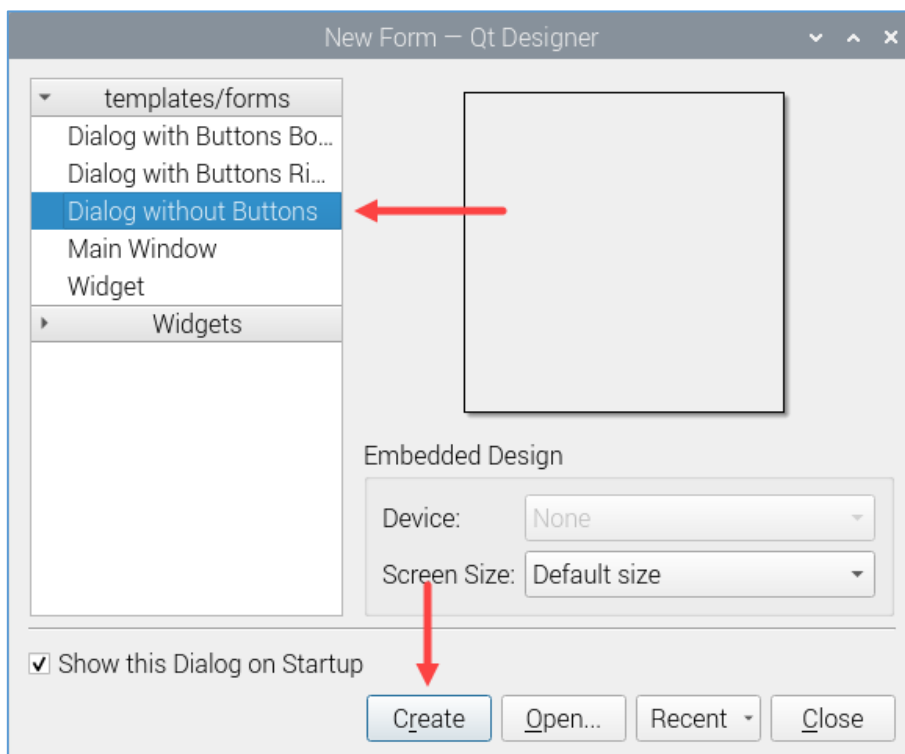 New Form — Qt Designer
templates/forms
Dialog with Buttons Bo...
Dialog with Buttons Ri...
Dialog without Buttons
Main Window
Widget
Widgets
Embedded Design
Device: None
Screen Size: Default size
Show this Dialog on Startup
Create Open... Recent Close